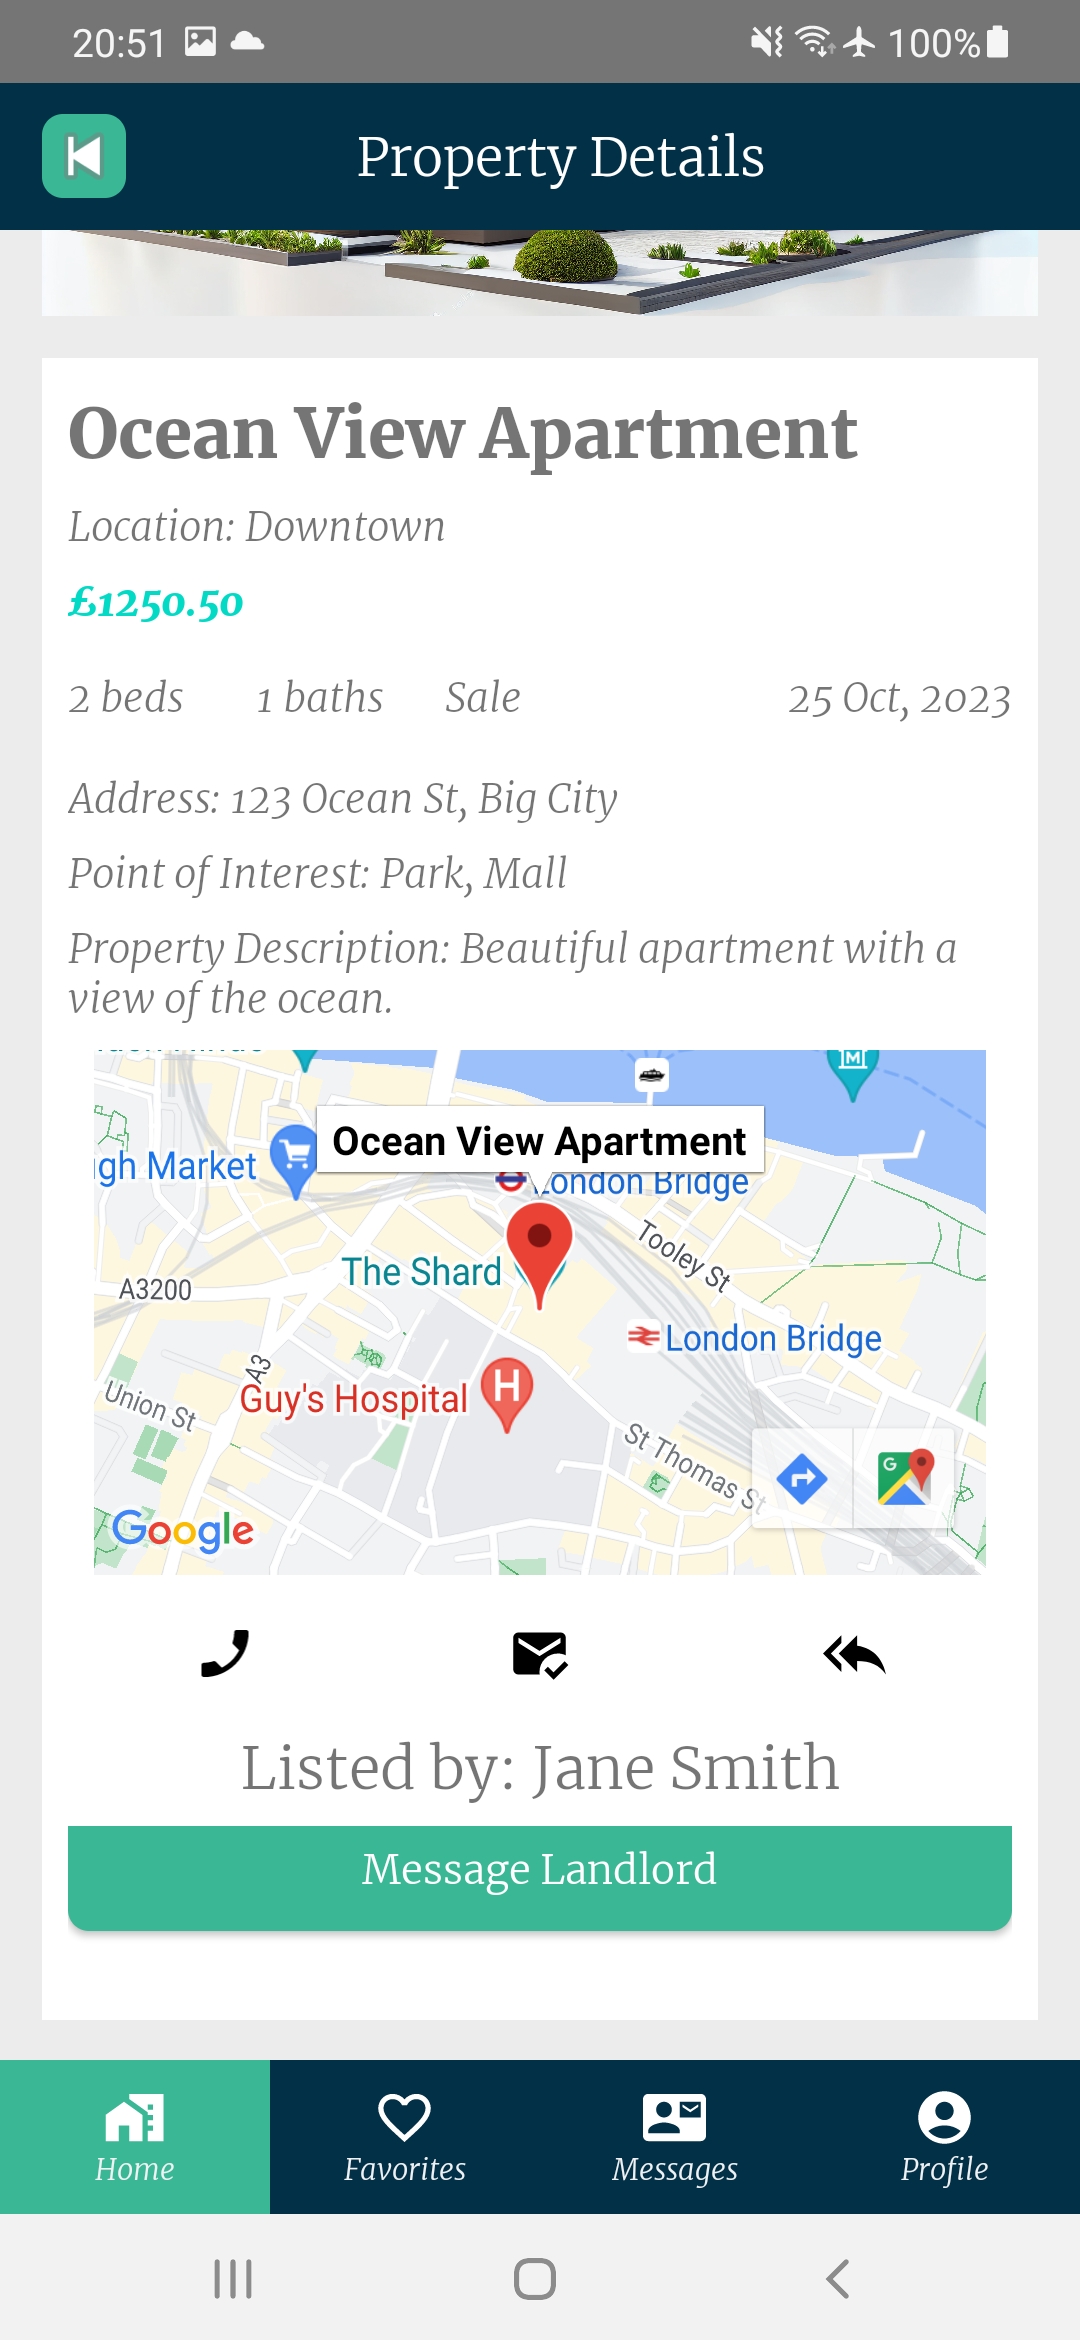 20:51
100%
Property Details
Ocean View Apartment
Location: Downtown
£1250.50
2 beds 1 baths Sale 25 Oct, 2023
Address: 123 Ocean St, Big City
Point of Interest: Park, Mall
Property Description: Beautiful apartment with a
view of the ocean.
Ocean View Apartment
gh Market
London Bridge
Tooley St
The Shard
A3200
London Bridge
A3
Guy's Hospital
Union St
St Thomas St
Google
Listed by: Jane Smith
Message Landlord
Home Favorites Messages Profile